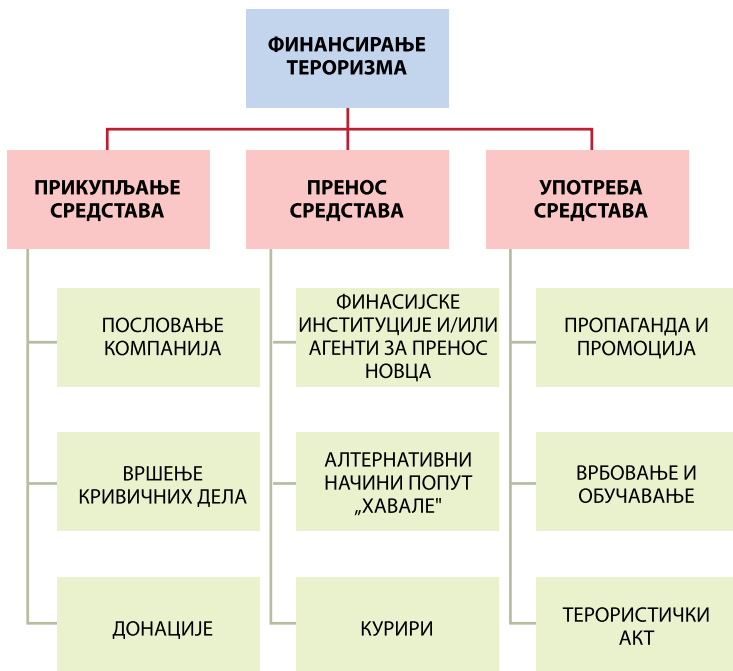 ФИНАНСИРАЊЕ
ТЕРОРИЗМА
ПРИКУПЉАЊЕ
СРЕДСТАВА
ПРЕНОС
СРЕДСТАВА
УПОТРЕБА
СРЕДСТАВА
ПОСЛОВАЊЕ
КОМПАНИЈА
ВРШЕЊЕ
КРИВИЧНИХ ДЕЛА
ДОНАЦИЈЕ
ФИНАСИЈСКЕ
ИНСТИТУЦИЈЕ И/ИЛИ
АГЕНТИ ЗА ПРЕНОС
НОВЦА
АЛТЕРНАТИВНИ
НАЧИНИ ПОПУТ
„ХАВАЛЕ"
КУРИРИ
ПРОПАГАНДА И
ПРОМОЦИЈА
ВРБОВАЊЕ И
ОБУЧАВАЊЕ
ТЕРОРИСТИЧКИ
АКТ